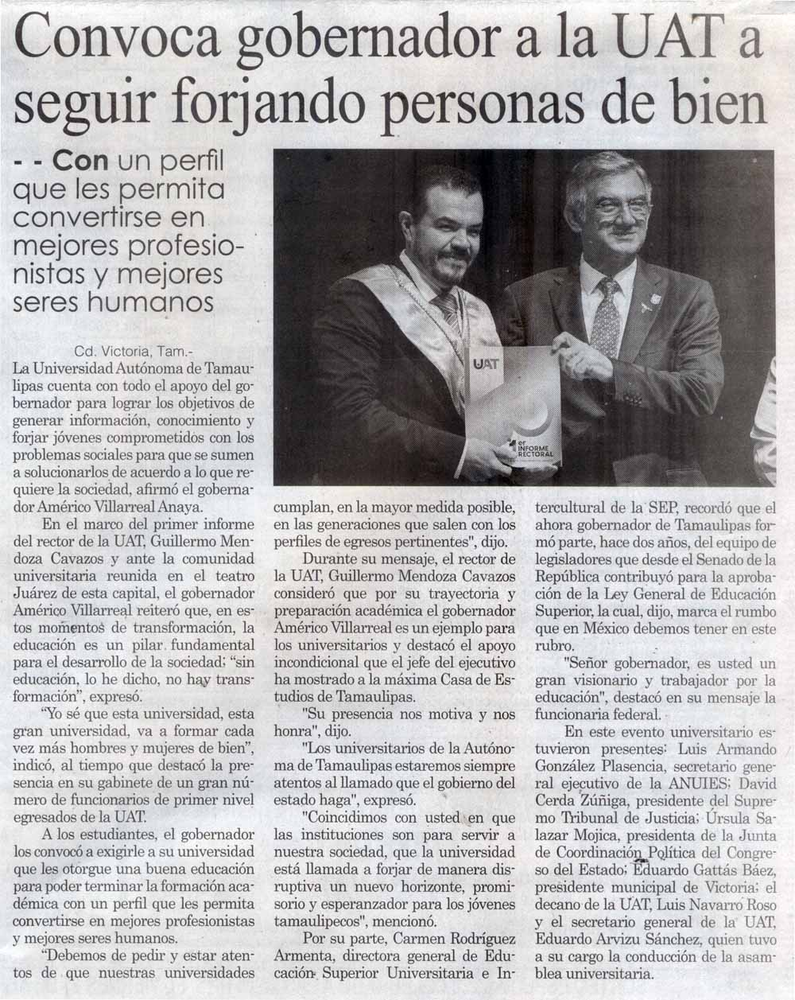 Convoca gobernador a la UAT a
seguir forjando personas de bien
- - Con un perfil
que les permita
convertirse en
mejores profesio-
nistas y mejores
seres humanos
UAT
1er
INFORME
RECTORAL
Cd. Victoria, Tam.-
La Universidad Autónoma de Tamau-
lipas cuenta con todo el apoyo del go-
bernador para lograr los objetivos de
generar información, conocimiento y
forjar jóvenes comprometidos con los
problemas sociales para que se sumen
a solucionarlos de acuerdo a lo que re-
quiere la sociedad, afirmó el goberna-
dor Américo Villarreal Anaya.
En el marco del primer informe
del rector de la UAT, Guillermo Men-
doza Cavazos y ante la comunidad
universitaria reunida en el teatro
Juárez de esta capital, el gobernador
Américo Villarreal reiteró que, en es-
tos momentos de transformación, la
educación es un pilar fundamental
para el desarrollo de la sociedad; “sin
educación, lo he dicho, no hay trans-
formación”, expresó.
“Yo sé que esta universidad, esta
gran universidad, va a formar cada
vez más hombres y mujeres de bien”,
indicó, al tiempo que destacó la pre-
sencia en su gabinete de un gran nú-
mero de funcionarios de primer nivel
egresados de la UAT.
A los estudiantes, el gobernador
los convocó a exigirle a su universidad
que les otorgue una buena educación
para poder terminar la formación aca-
démica con un perfil que les permita
convertirse en mejores profesionistas
y mejores seres humanos.
“Debemos de pedir y estar aten-
tos de que nuestras universidades
cumplan, en la mayor medida posible,
en las generaciones que salen con los
perfiles de egresos pertinentes", dijo.
Durante su mensaje, el rector de
la UAT, Guillermo Mendoza Cavazos
consideró que por su trayectoria y
preparación académica el gobernador
Américo Villarreal es un ejemplo para
los universitarios y destacó el apoyo
incondicional que el jefe del ejecutivo
ha mostrado a la máxima Casa de Es-
tudios de Tamaulipas.
"Su presencia nos motiva y nos
honra", dijo.
"Los universitarios de la Autóno-
ma de Tamaulipas estaremos siempre
atentos al llamado que el gobierno del
estado haga", expresó.
"Coincidimos con usted en que
las instituciones son para servir a
nuestra sociedad, que la universidad
está llamada a forjar de manera dis-
ruptiva un nuevo horizonte, promi-
sorio y esperanzador para los jóvenes
tamaulipecos", mencionó.
Por su parte, Carmen Rodríguez
Armenta, directora general de Edu-
cación Superior Universitaria e In-
tercultural de la SEP, recordó que el
ahora gobernador de Tamaulipas for-
mó parte, hace dos años, del equipo de
legisladores que desde el Senado de la
República contribuyó para la aproba-
ción de la Ley General de Educación
Superior, la cual, dijo, marca el rumbo
que en México debemos tener en este
rubro.
"Señor gobernador, es usted un
gran visionario y trabajador por la
educación", destacó en su mensaje la
funcionaria federal.
En este evento universitario es-
tuvieron presentes: Luis Armando
González Plasencia, secretario gene-
ral ejecutivo de la ANUIES; David
Cerda Zúñiga, presidente del Supre-
mo Tribunal de Justicia; Úrsula Sa-
lazar Mojica, presidenta de la Junta
de Coordinación Política del Congre-
so del Estado; Eduardo Gattás Báez,
presidente municipal de Victoria; el
decano de la UAT, Luis Navarro Roso
y el secretario general de la UAT,
Eduardo Arvizu Sánchez, quien tuvo
a su cargo la conducción de la asam-
blea universitaria.